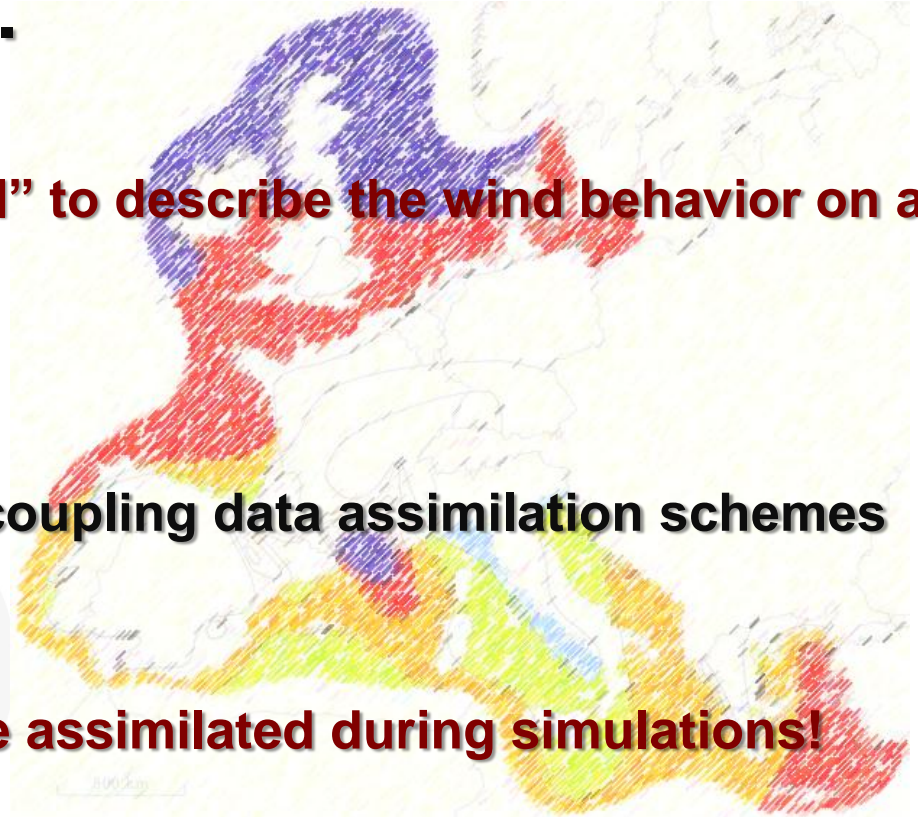 .
” to describe the wind behavior on a
coupling data assimilation schemes
e assimilated during simulations!